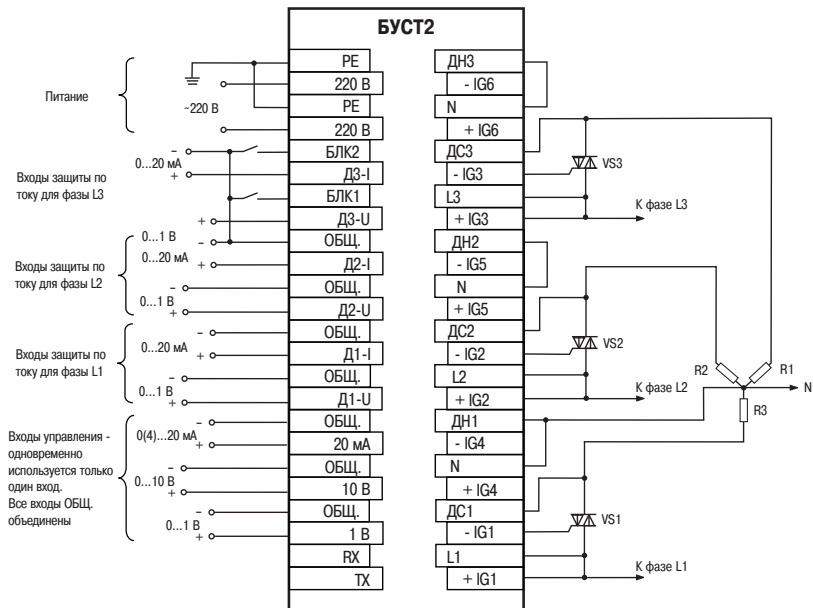 БУСТ2
Питание
~220 В
Входы защиты по
току для фазы L3
–
0...20 мА
+
+
0...1 В
–
Входы защиты по
току для фазы L2
0...20 мА
+
–
0...1 В
+
Входы защиты по
току для фазы L1
–
0...20 мА
+
–
0...1 В
+
Входы управления -
одновременно
используется только
один вход.
Все входы ОБЩ.
объединены
–
0(4)...20 мА
+
–
0...10 В
+
–
0...1 В
+
PE
220 В
PE
220 В
БЛК2
Д3-I
БЛК1
Д3-U
ОБЩ.
Д2-I
ОБЩ.
Д2-U
ОБЩ.
Д1-I
ОБЩ.
Д1-U
ОБЩ.
20 мА
ОБЩ.
10 В
ОБЩ.
1 В
RX
TX
ДН3
- IG6
N
+ IG6
ДС3
- IG3
L3
+ IG3
ДН2
- IG5
N
+ IG5
ДС2
- IG2
L2
+ IG2
ДН1
- IG4
N
+ IG4
ДС1
- IG1
L1
+ IG1
VS3
К фазе L3
VS2
К фазе L2
R2
R1
N
R3
VS1
К фазе L1